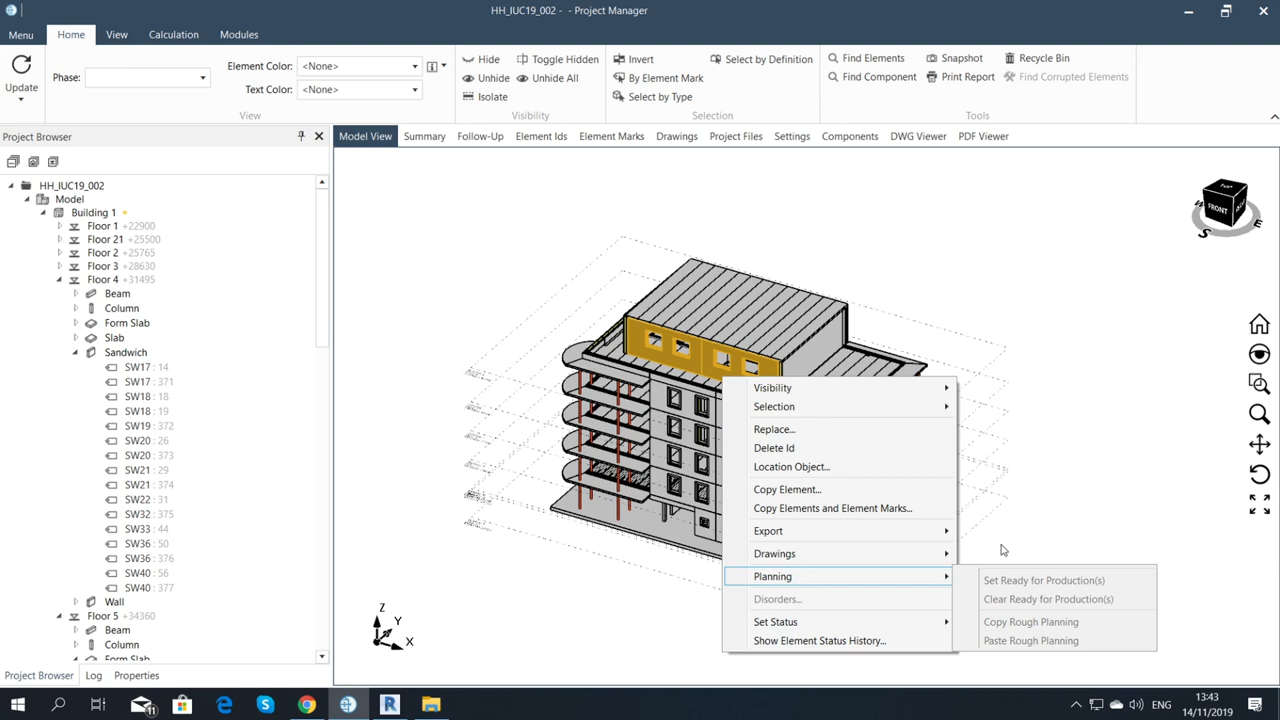 HH_IUC19_002 -  - Project Manager
Menu Home View Calculation Modules
Update
Phase:
Element Color: <None>
Text Color: <None>
View
Hide Toggle Hidden
Unhide Unhide All
Isolate
Visibility
Invert Select by Definition
By Element Mark
Select by Type
Selection
Find Elements Snapshot Recycle Bin
Find Component Print Report Find Corrupted Elements
Tools
Project Browser
Model View Summary Follow-Up Element Ids Element Marks Drawings Project Files Settings Components DWG Viewer PDF Viewer
HH_IUC19_002
Model
Building 1
Floor 1 +22900
Floor 21 +25500
Floor 2 +25765
Floor 3 +28630
Floor 4 +31495
Beam
Column
Form Slab
Slab
Sandwich
SW17 : 14
SW17 : 371
SW18 : 18
SW18 : 19
SW19 : 372
SW20 : 26
SW20 : 373
SW21 : 29
SW21 : 374
SW22 : 31
SW32 : 375
SW33 : 44
SW36 : 50
SW36 : 376
SW40 : 56
SW40 : 377
Wall
Floor 5 +34360
Beam
Column
Form Slab
Project Browser Log Properties
TOP
FRONT
W
S
E
Z
Y
X
Visibility
Selection
Replace...
Delete Id
Location Object...
Copy Element...
Copy Elements and Element Marks...
Export
Drawings
Planning
Disorders...
Set Status
Show Element Status History...
Set Ready for Production(s)
Clear Ready for Production(s)
Copy Rough Planning
Paste Rough Planning
11
R
ENG
13:43
14/11/2019